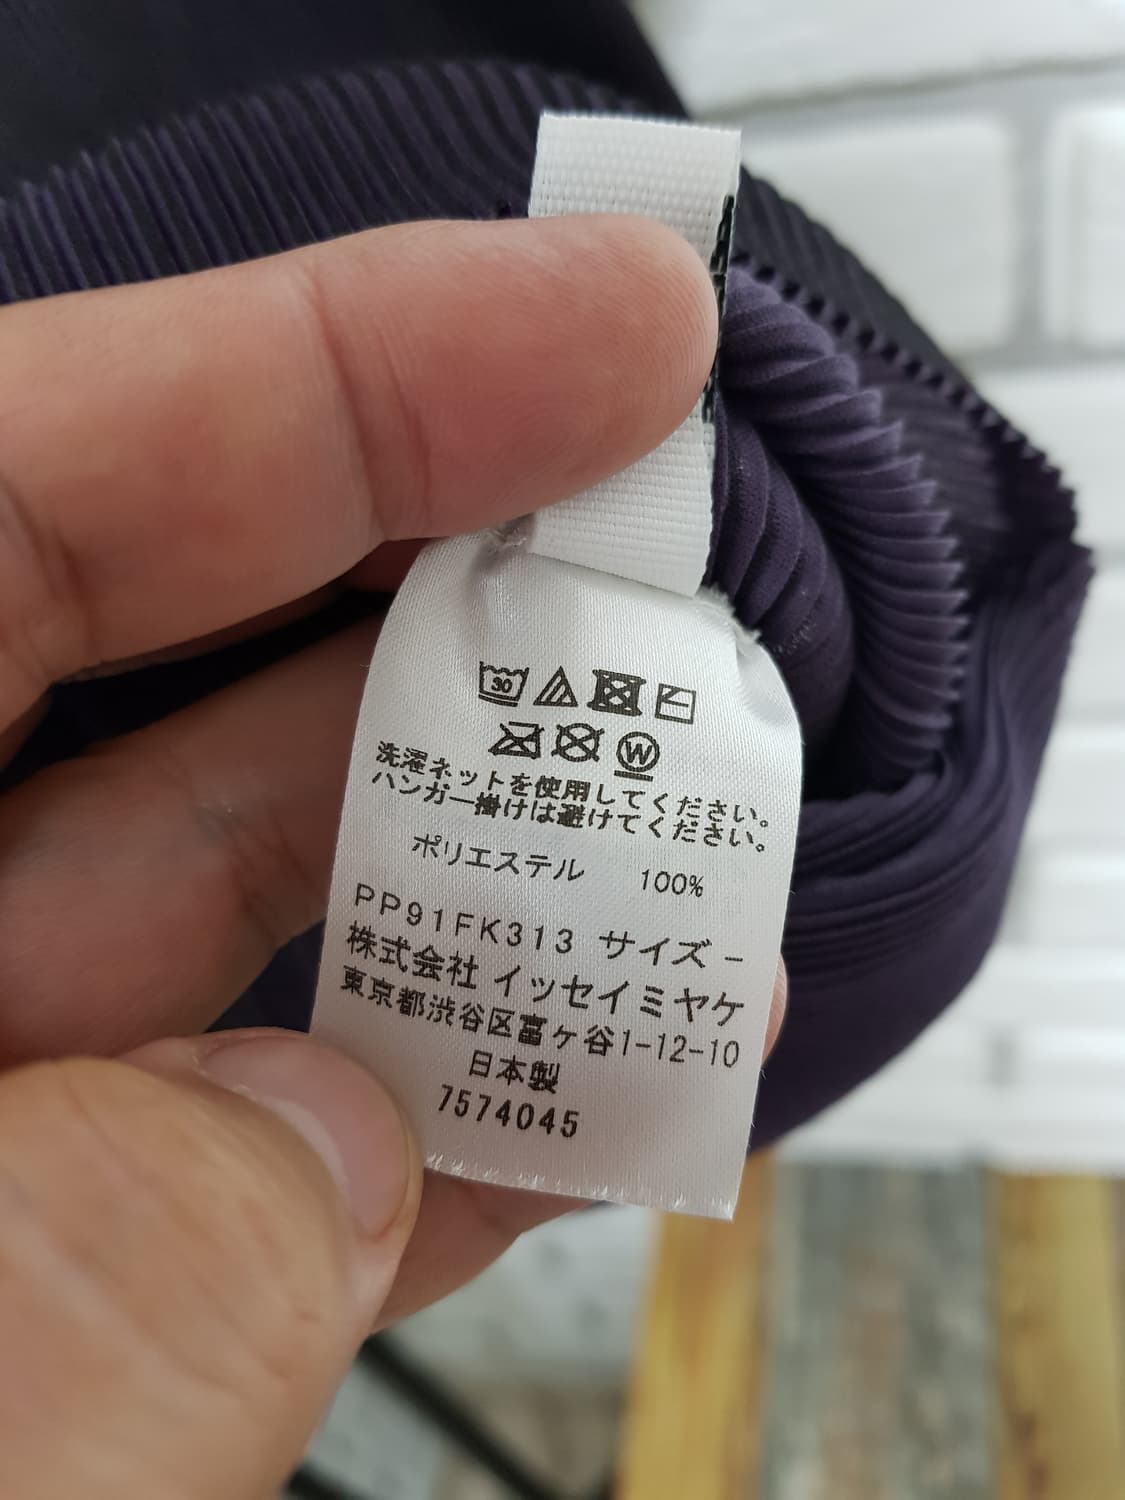 30
W
洗濯ネットを使用してください。
ハンガー掛けは避けてください。
ポリエステル 100%
PP91FK313 サイズ -
株式会社 イッセイミヤケ
東京都渋谷区富ヶ谷1-12-10
日本製
7574045